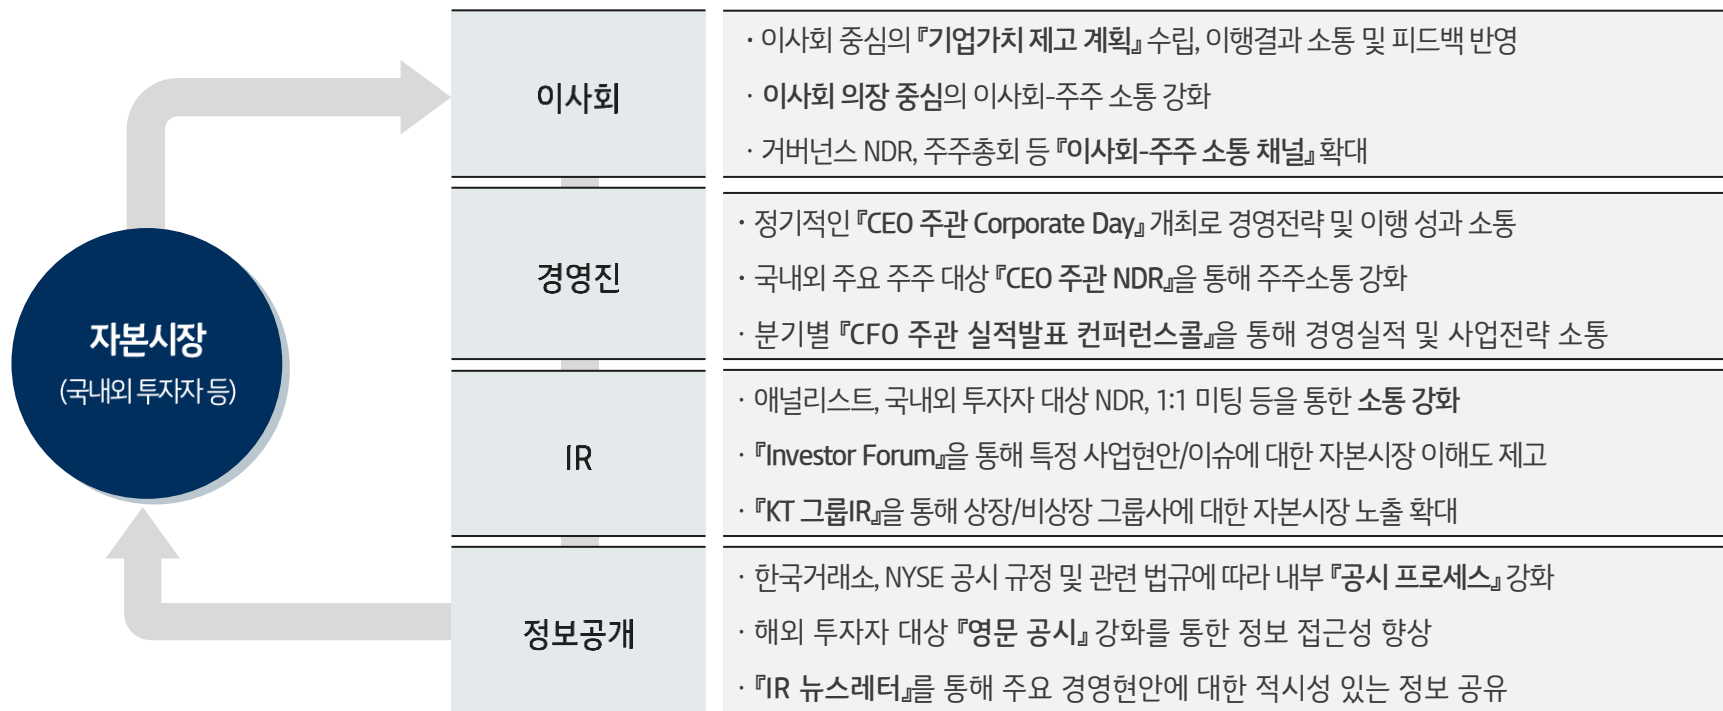 자본시장
(국내외 투자자 등)
이사회
· 이사회 중심의 『기업가치 제고 계획』 수립, 이행결과 소통 및 피드백 반영
· 이사회 의장 중심의 이사회-주주 소통 강화
· 거버넌스 NDR, 주주총회 등 『이사회-주주 소통 채널』 확대
경영진
· 정기적인 『CEO 주관 Corporate Day』 개최로 경영전략 및 이행 성과 소통
· 국내외 주요 주주 대상 『CEO 주관 NDR』을 통해 주주소통 강화
· 분기별 『CFO 주관 실적발표 컨퍼런스콜』을 통해 경영실적 및 사업전략 소통
IR
· 애널리스트, 국내외 투자자 대상 NDR, 1:1 미팅 등을 통한 소통 강화
· 『Investor Forum』을 통해 특정 사업현안/이슈에 대한 자본시장 이해도 제고
· 『KT 그룹IR』을 통해 상장/비상장 그룹사에 대한 자본시장 노출 확대
정보공개
· 한국거래소, NYSE 공시 규정 및 관련 법규에 따라 내부 『공시 프로세스』 강화
· 해외 투자자 대상 『영문 공시』 강화를 통한 정보 접근성 향상
· 『IR 뉴스레터』를 통해 주요 경영현안에 대한 적시성 있는 정보 공유